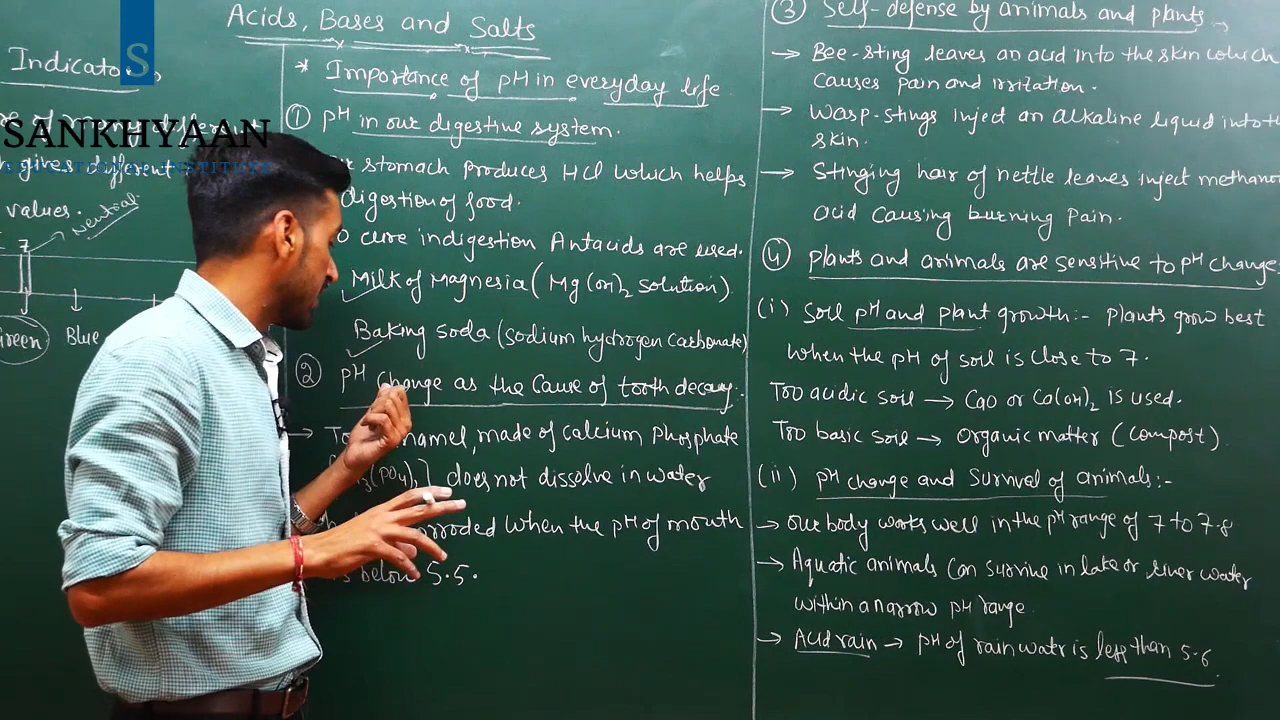 Acids, Bases and Salts
S
SANKHYAAN
EDUCATIONAL INSTITUTE
Indicator
values.
7
Neutral
Green
Blue
* Importance of pH in everyday life
① pH in our digestive system.
stomach produces HCl which helps
digestion of food.
cure indigestion Antacids are used.
Milk of Magnesia (Mg(OH)2 solution)
Baking soda (sodium hydrogen carbonate)
② pH change as the cause of tooth decay.
→ enamel, made of calcium phosphate
(PO4)2] does not dissolve in water
when the pH of mouth
is below 5.5.
③ Self-defense by animals and plants
→ Bee-sting leaves an acid into the skin which
causes pain and irritation.
→ Wasp-stings inject an alkaline liquid into
skin.
→ Stinging hair of nettle leaves inject
acid causing burning pain.
④ plants and animals are sensitive to pH change
(i) Soil pH and plant growth:- plants grow best
when the pH of soil is close to 7.
Too acidic soil → CaO or Ca(OH)2 is used.
Too basic soil → Organic matter (compost).
(ii) pH change and Survival of animals:-
→ our body works well in the pH range of 7 to 7.8
→ Aquatic animals can survive in lake or river water
within a narrow pH range.
→ Acid rain → pH of rain water is less than 5.6